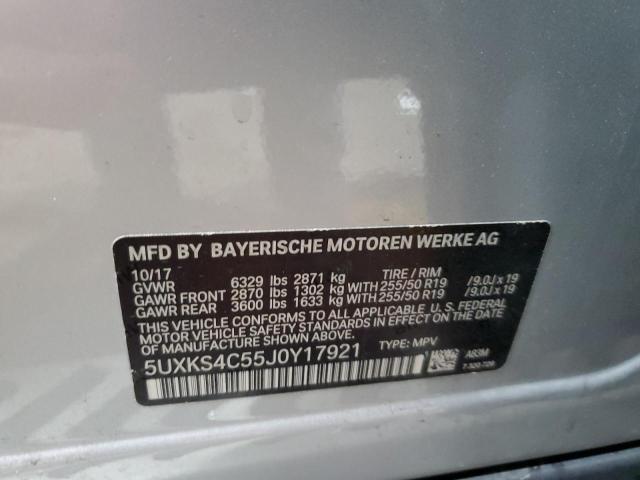 MFD BY BAYERISCHE MOTOREN WERKE AG
10/17 TIRE / RIM
GVWR 6329 lbs 2871 kg
GAWR FRONT 2870 lbs 1302 kg WITH 255/50 R19 /9.0J x 19
GAWR REAR 3600 lbs 1633 kg WITH 255/50 R19 /9.0J x 19
THIS VEHICLE CONFORMS TO ALL APPLICABLE U.S. FEDERAL
MOTOR VEHICLE SAFETY STANDARDS IN EFFECT ON THE DATE
OF MANUFACTURE SHOWN ABOVE.
5UXKS4C55J0Y17921 TYPE: MPV
A83M